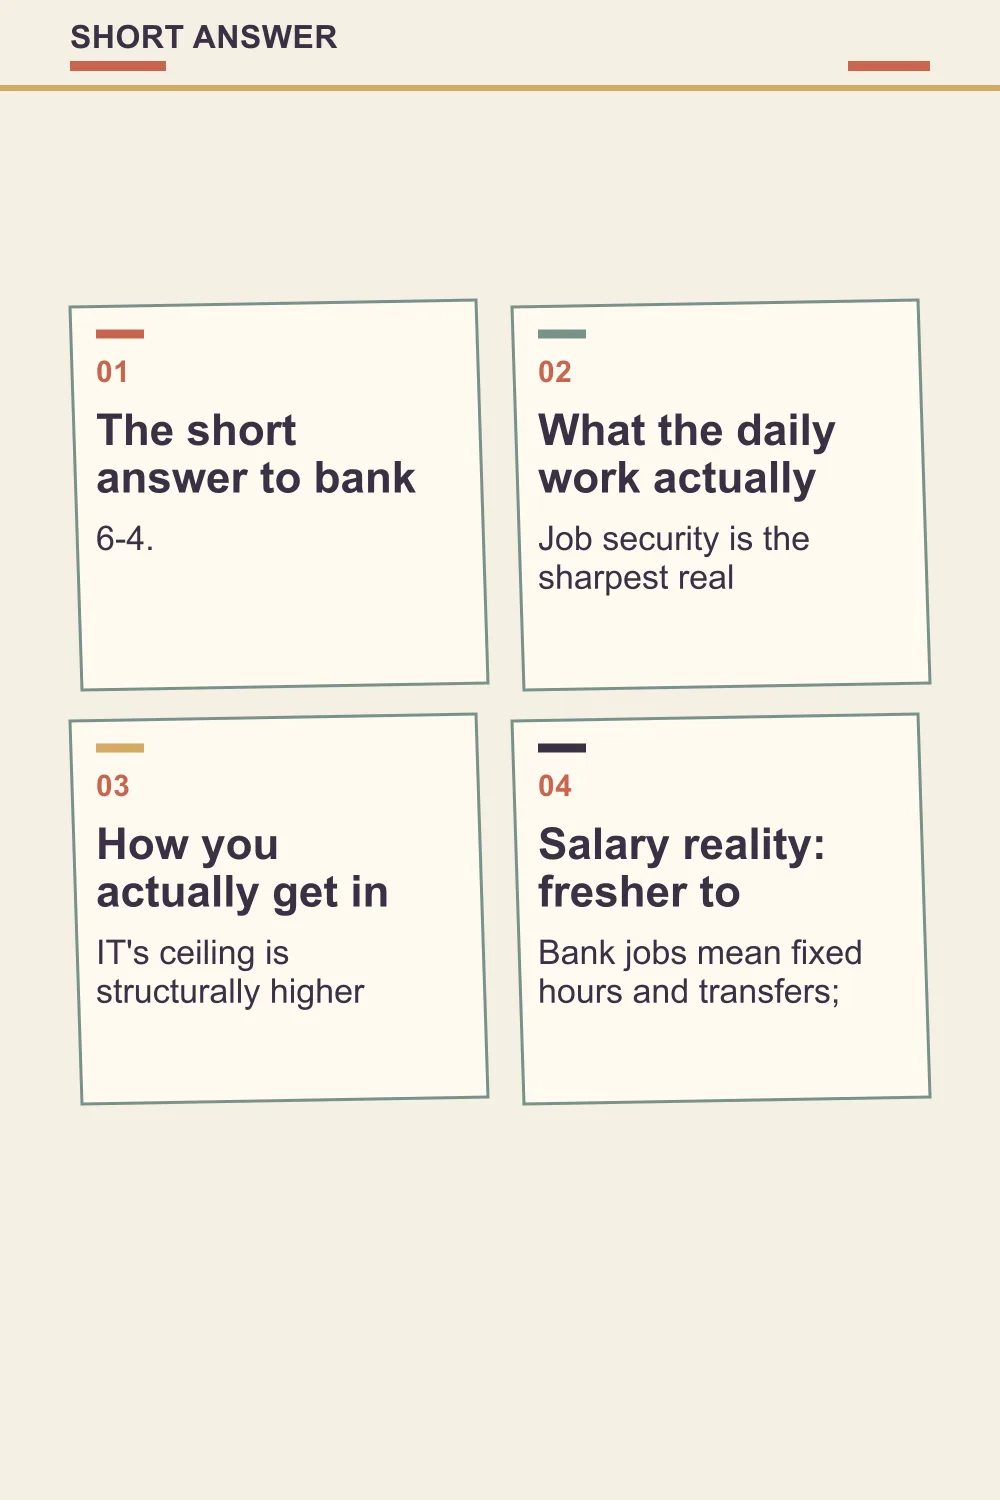 SHORT ANSWER
01
The short
answer to bank
6-4.
02
What the daily
work actually
Job security is the
sharpest real
03
How you
actually get in
IT's ceiling is
structurally higher
04
Salary reality:
fresher to
Bank jobs mean fixed
hours and transfers;